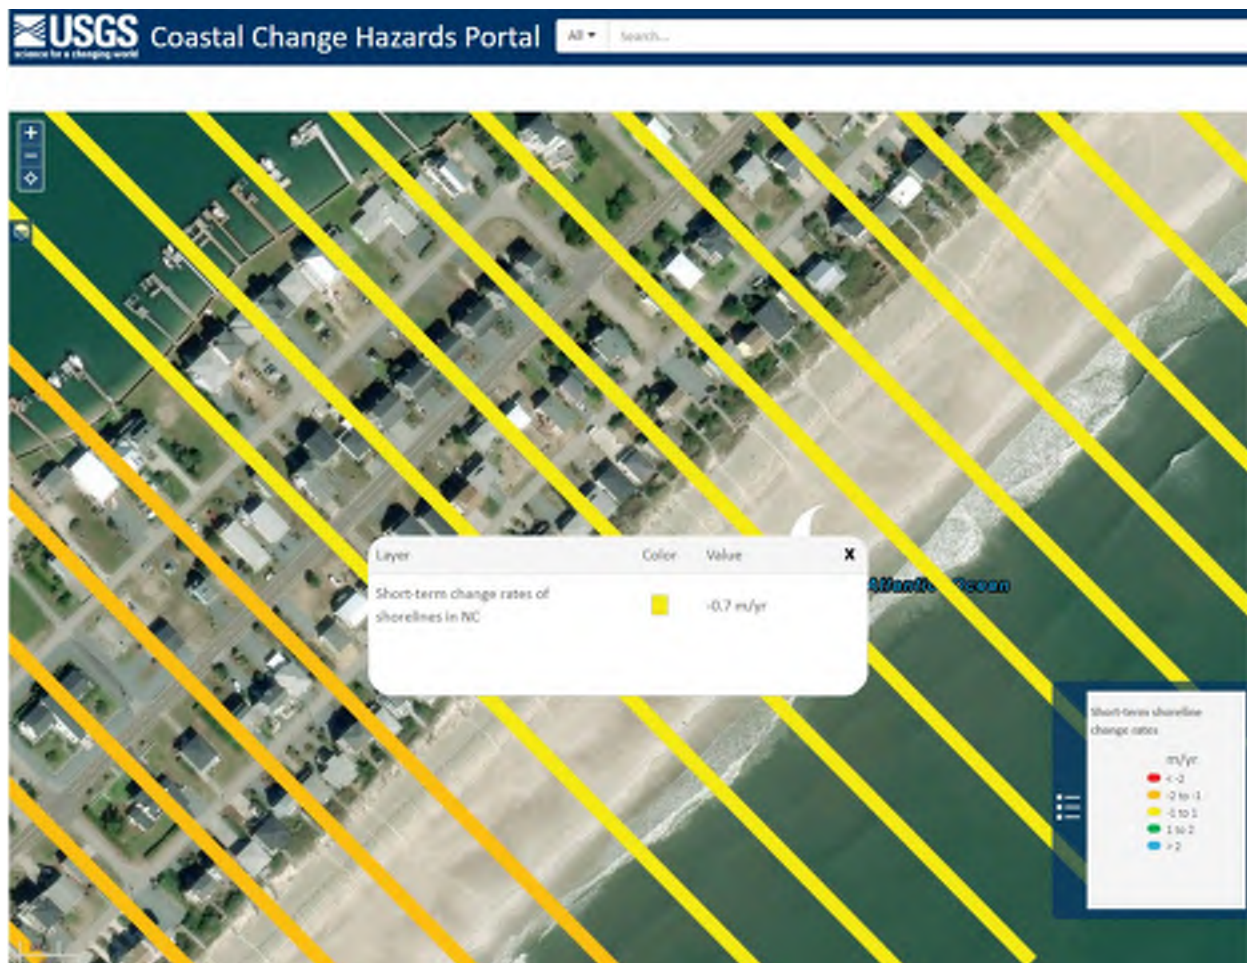 USGS
science for a changing world
Coastal Change Hazards Portal
All
Search...
+
−
Layer Color Value X
Short-term change rates of
shorelines in NC
-0.7 m/yr
Atlantic Ocean
Short-term shoreline
change rates
m/yr
< -2
-2 to -1
-1 to 1
1 to 2
> 2